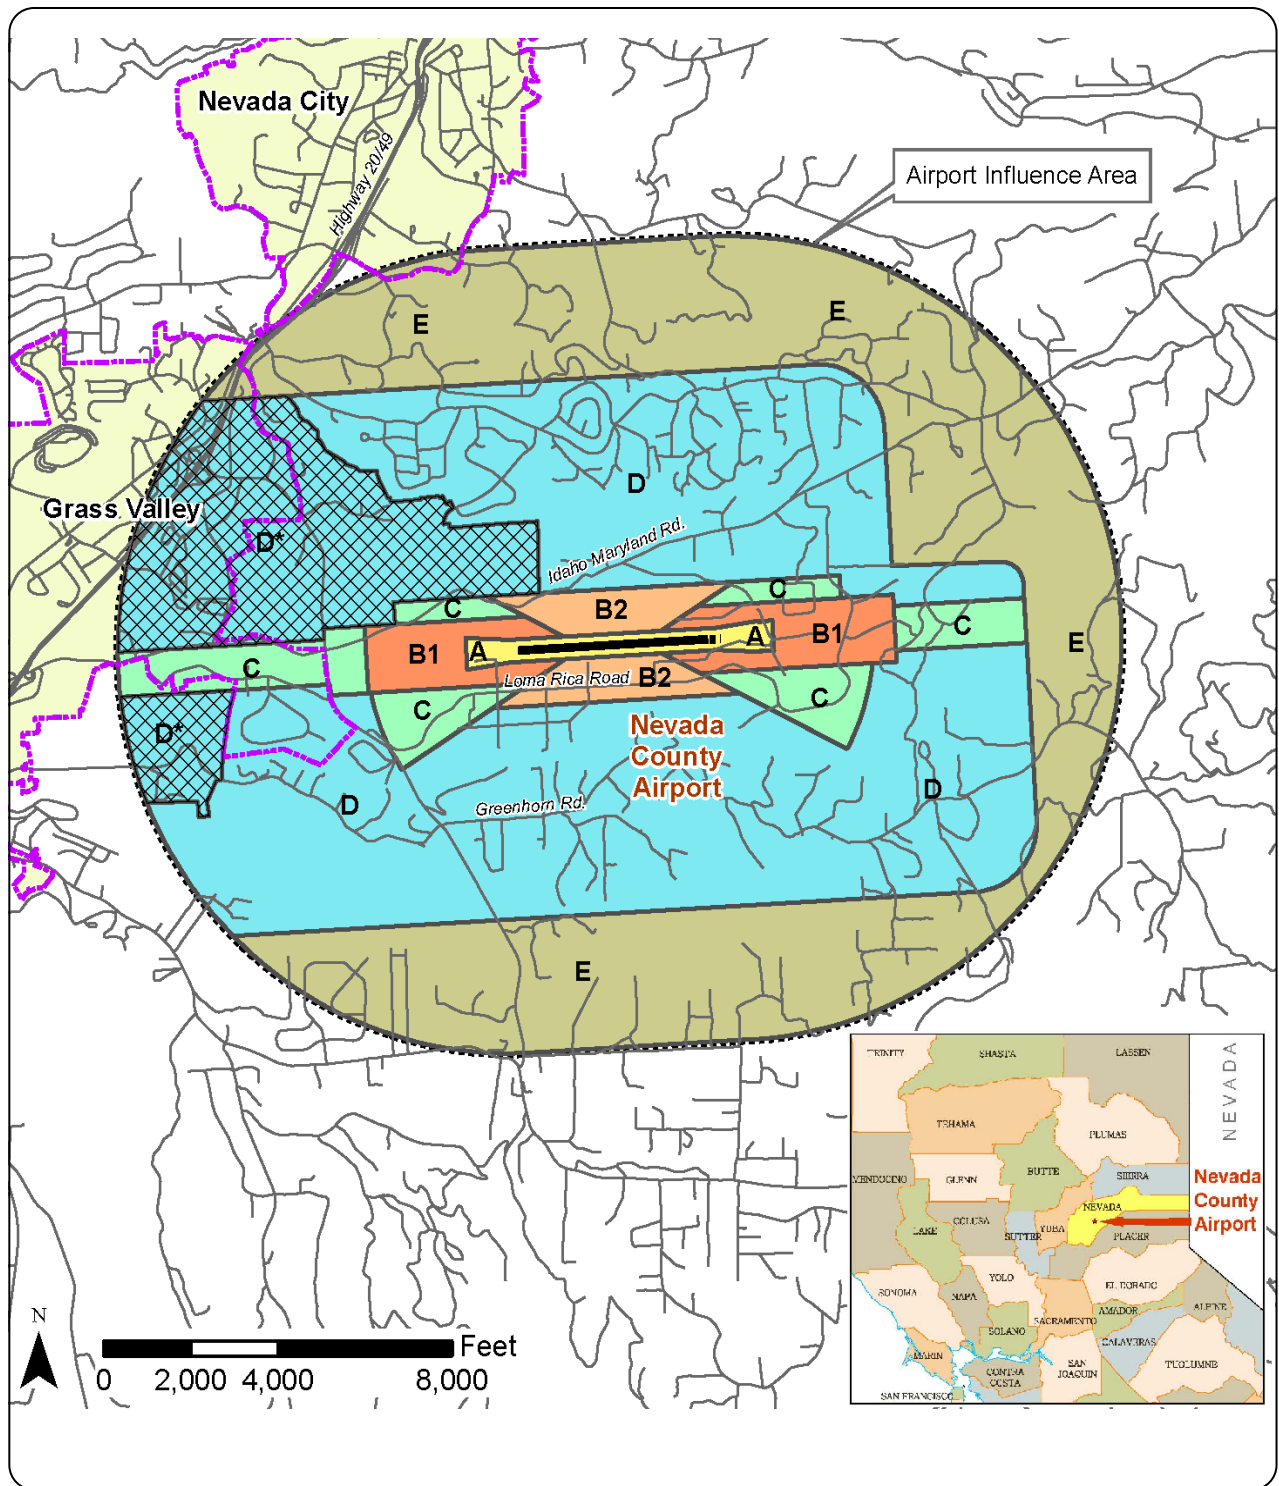 Nevada City
Highway 20/49
Airport Influence Area
E
E
D
Grass Valley
D*
Idaho Maryland Rd.
C
C
B2
A
B1
C
E
B1
A
C
Loma Rica Road
B2
C
C
D*
Nevada
County
Airport
D
D
Greenhorn Rd.
E
TRINITY
SHASTA
LASSEN
NEVADA
TEHAMA
PLUMAS
BUTTE
MENDOCINO
GLENN
SIERRA
Nevada
County
Airport
NEVADA
COLUSA
LAKE
YUBA
SUTTER
PLACER
YOLO
EL DORADO
SONOMA
NAPA
AMADOR
ALPINE
SACRAMENTO
SOLANO
CALAVERAS
MARIN
SAN
JOAQUIN
TUOLUMNE
CONTRA
COSTA
SAN FRANCISCO
N
Feet
0 2,000 4,000 8,000